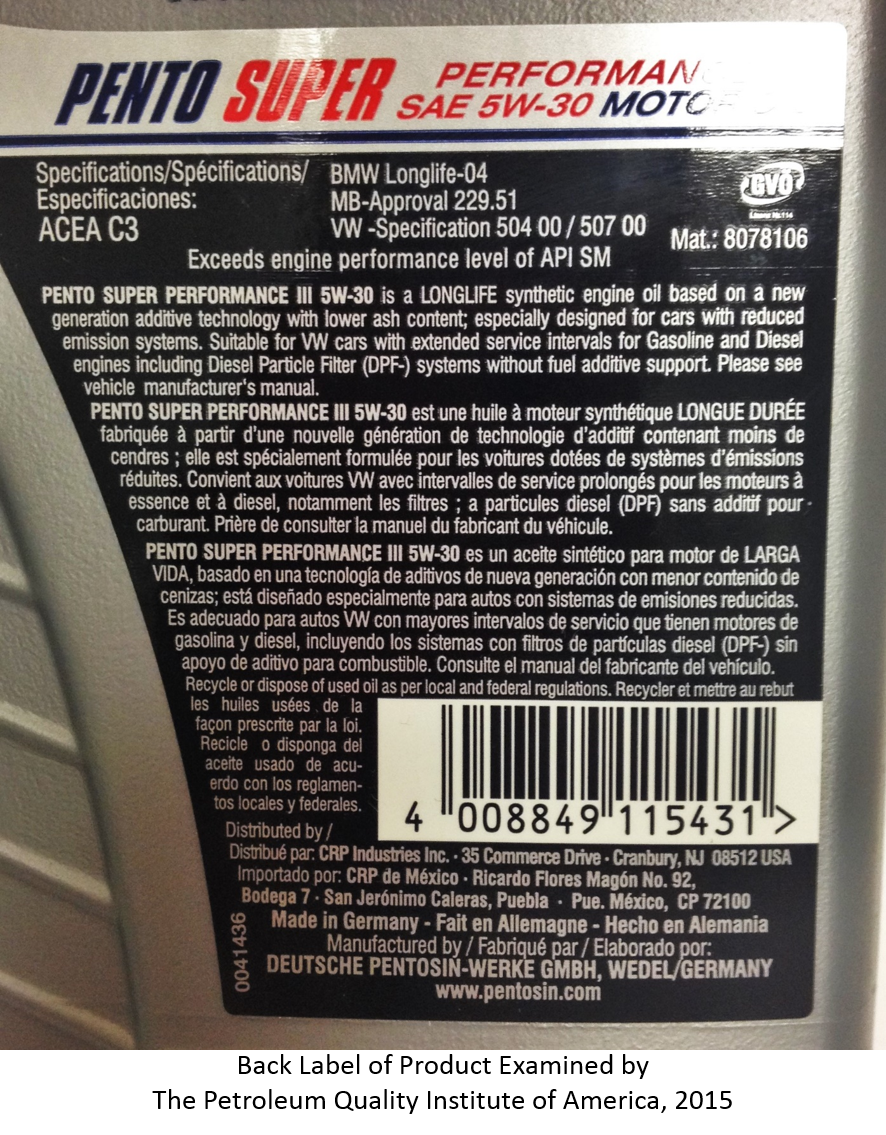 PENTO SUPER PERFORMANC
SAE 5W-30 MOTO
Specifications/Spécifications/ BMW Longlife-04
Especificaciones: MB-Approval 229.51
ACEA C3 VW -Specification 504 00 / 507 00
GVÖ
Mat.: 8078106
Exceeds engine performance level of API SM
PENTO SUPER PERFORMANCE III 5W-30 is a LONGLIFE synthetic engine oil based on a new
generation additive technology with lower ash content; especially designed for cars with reduced
emission systems. Suitable for VW cars with extended service intervals for Gasoline and Diesel
engines including Diesel Particle Filter (DPF-) systems without fuel additive support. Please see
vehicle manufacturer's manual.
PENTO SUPER PERFORMANCE III 5W-30 est une huile à moteur synthétique LONGUE DURÉE
fabriquée à partir d'une nouvelle génération de technologie d'additif contenant moins de
cendres ; elle est spécialement formulée pour les voitures dotées de systèmes d'émissions
réduites. Convient aux voitures VW avec intervalles de service prolongés pour les moteurs à
essence et à diesel, notamment les filtres ; a particules diesel (DPF) sans additif pour
carburant. Prière de consulter la manuel du fabricant du véhicule.
PENTO SUPER PERFORMANCE III 5W-30 es un aceite sintético para motor de LARGA
VIDA, basado en una tecnología de aditivos de nueva generación con menor contenido de
cenizas; está diseñado especialmente para autos con sistemas de emisiones reducidas.
Es adecuado para autos VW con mayores intervalos de servicio que tienen motores de
gasolina y diesel, incluyendo los sistemas con filtros de partículas diesel (DPF-) sin
apoyo de aditivo para combustible. Consulte el manual del fabricante del vehículo.
Recycle or dispose of used oil as per local and federal regulations. Recycler et mettre au rebut
les huiles usées de la
façon prescrite par la loi.
Recicle o disponga del
aceite usado de acu-
erdo con los reglamen-
tos locales y federales.
4 008849 115431 >
Distributed by /
Distribué par: CRP Industries Inc. · 35 Commerce Drive · Cranbury, NJ 08512 USA
Importado por: CRP de México · Ricardo Flores Magón No. 92,
Bodega 7 · San Jerónimo Caleras, Puebla · Pue. México, CP 72100
Made in Germany - Fait en Allemagne - Hecho en Alemania
Manufactured by / Fabriqué par / Elaborado por:
DEUTSCHE PENTOSIN-WERKE GMBH, WEDEL/GERMANY
www.pentosin.com
0041436
Back Label of Product Examined by
The Petroleum Quality Institute of America, 2015